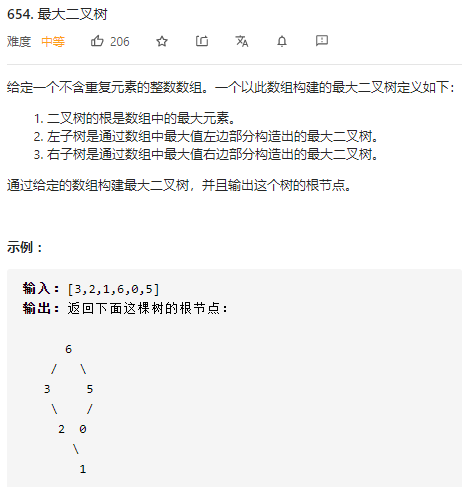 654. 最大二叉树
难度 中等 206
给定一个不含重复元素的整数数组。一个以此数组构建的最大二叉树定义如下：
1. 二叉树的根是数组中的最大元素。
2. 左子树是通过数组中最大值左边部分构造出的最大二叉树。
3. 右子树是通过数组中最大值右边部分构造出的最大二叉树。
通过给定的数组构建最大二叉树，并且输出这个树的根节点。
示例：
输入：[3,2,1,6,0,5]
输出：返回下面这棵树的根节点：
6
/ \
3 5
\ /
2 0
\
1